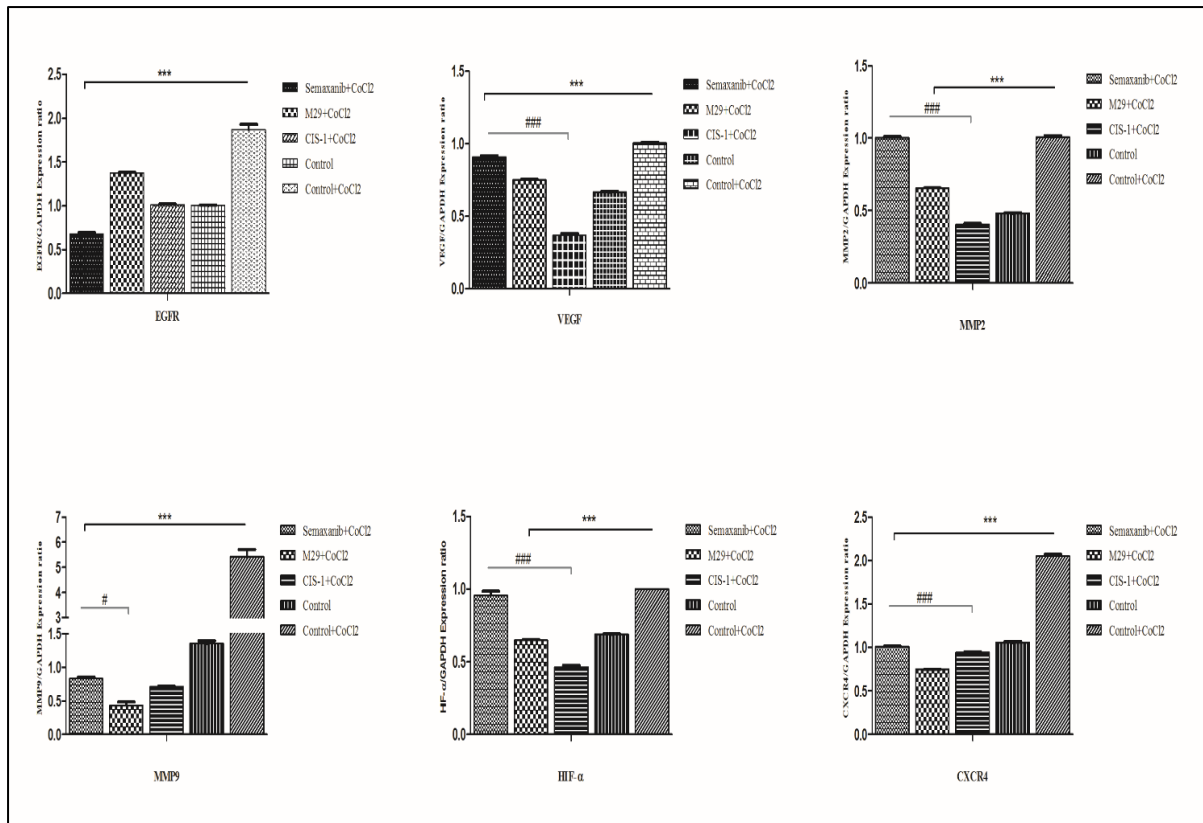 EGFR/GAPDH Expression ratio
2.5
2.0
1.5
1.0
0.5
0.0
***
EGFR
Semaxanib+CoCl2
M29+CoCl2
CIS-1+CoCl2
Control
Control+CoCl2
VEGF/GAPDH Expression ratio
1.5
1.0
0.5
0.0
***
###
VEGF
Semaxanib+CoCl2
M29+CoCl2
CIS-1+CoCl2
Control
Control+CoCl2
MMP2/GAPDH Expression ratio
1.5
1.0
0.5
0.0
***
###
MMP2
Semaxanib+CoCl2
M29+CoCl2
CIS-1+CoCl2
Control
Control+CoCl2
MMP9/GAPDH Expression ratio
7
6
5
4
3
1.5
1.0
0.5
0.0
***
#
MMP9
Semaxanib+CoCl2
M29+CoCl2
CIS-1+CoCl2
Control
Control+CoCl2
HF-α/GAPDH Expression ratio
1.5
1.0
0.5
0.0
***
###
HIF-α
Semaxanib+CoCl2
M29+CoCl2
CIS-1+CoCl2
Control
Control+CoCl2
CXCR4/GAPDH Expression ratio
2.5
2.0
1.5
1.0
0.5
0.0
***
###
CXCR4
Semaxanib+CoCl2
M29+CoCl2
CIS-1+CoCl2
Control
Control+CoCl2